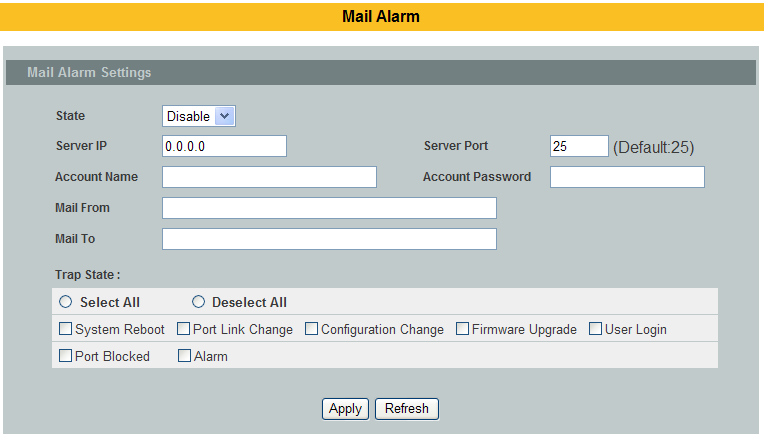 Mail Alarm
Mail Alarm Settings
State Disable
Server IP 0.0.0.0 Server Port 25 (Default:25)
Account Name Account Password
Mail From
Mail To
Trap State :
Select All Deselect All
System Reboot Port Link Change Configuration Change Firmware Upgrade User Login
Port Blocked Alarm
Apply Refresh